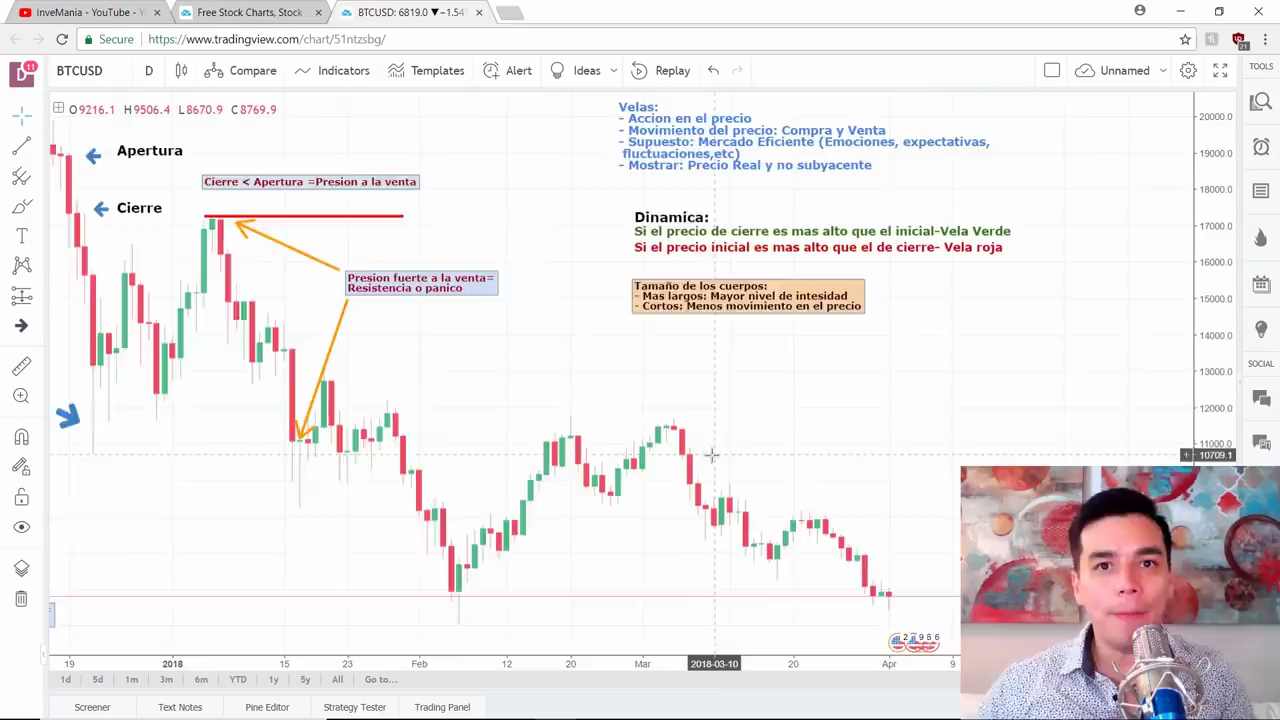 InveMania - YouTube - Yo
Free Stock Charts, Stock
BTCUSD: 6819.0 ▼−1.54
Secure
https://www.tradingview.com/chart/51ntzsbg/
11
BTCUSD
D
Compare
Indicators
Templates
Alert
Ideas
Replay
Unnamed
TOOLS
O9216.1 H9506.4 L8670.9 C8769.9
Apertura
Cierre < Apertura =Presion a la venta
Cierre
Presion fuerte a la venta=
Resistencia o panico
Velas:
- Accion en el precio
- Movimiento del precio: Compra y Venta
- Supuesto: Mercado Eficiente (Emociones, expectativas,
fluctuaciones,etc)
- Mostrar: Precio Real y no subyacente
Dinamica:
Si el precio de cierre es mas alto que el inicial-Vela Verde
Si el precio inicial es mas alto que el de cierre- Vela roja
Tamaño de los cuerpos:
- Mas largos: Mayor nivel de intesidad
- Cortos: Menos movimiento en el precio
20000.0
19000.0
18000.0
17000.0
16000.0
15000.0
14000.0
13000.0
12000.0
11000.0
10709.1
SOCIAL
19
2018
15
23
Feb
12
20
Mar
2018-03-10
20
Apr
9
1d
5d
1m
3m
6m
YTD
1y
5y
All
Go to...
Screener
Text Notes
Pine Editor
Strategy Tester
Trading Panel